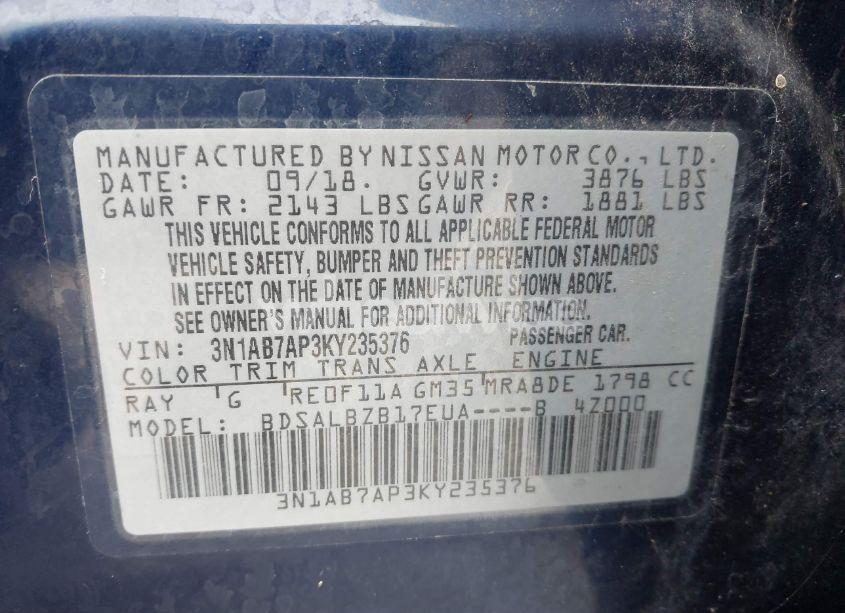 MANUFACTURED BY NISSAN MOTOR CO., LTD.
DATE: 09/18. GVWR: 3876 LBS
GAWR FR: 2143 LBS GAWR RR: 1881 LBS
THIS VEHICLE CONFORMS TO ALL APPLICABLE FEDERAL MOTOR
VEHICLE SAFETY, BUMPER AND THEFT PREVENTION STANDARDS
IN EFFECT ON THE DATE OF MANUFACTURE SHOWN ABOVE.
SEE OWNER'S MANUAL FOR ADDITIONAL INFORMATION.
VIN: 3N1AB7AP3KY235376 PASSENGER CAR.
COLOR TRIM TRANS AXLE ENGINE
RAY G RE0F11A GM35 MRA8DE 1798 CC
MODEL: BDSALBZB17EUA----B 4Z000
3N1AB7AP3KY235376